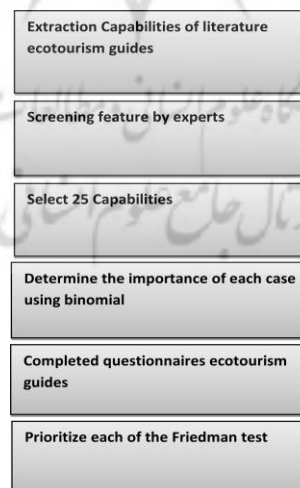 Extraction Capabilities of literature
ecotourism guides
Screening feature by experts
Select 25 Capabilities
Determine the importance of each case
using binomial
Completed questionnaires ecotourism
guides
Prioritize each of the Friedman test